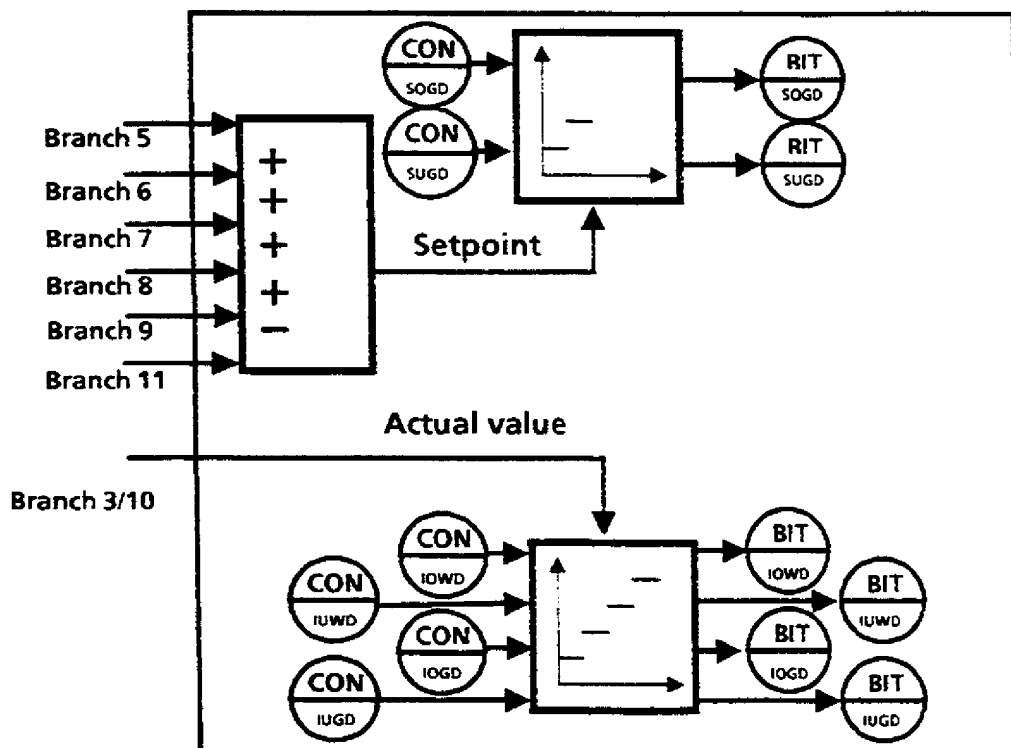 CON
SOGD
RIT
SOGD
CON
SUGD
RIT
SUGD
Branch 5
Branch 6
Branch 7
Branch 8
Branch 9
Branch 11
+
+
+
+
−
Setpoint
Actual value
Branch 3/10
CON
IOWD
BIT
IOWD
CON
IUWD
BIT
IUWD
CON
IOGD
BIT
IOGD
CON
IUGD
BIT
IUGD